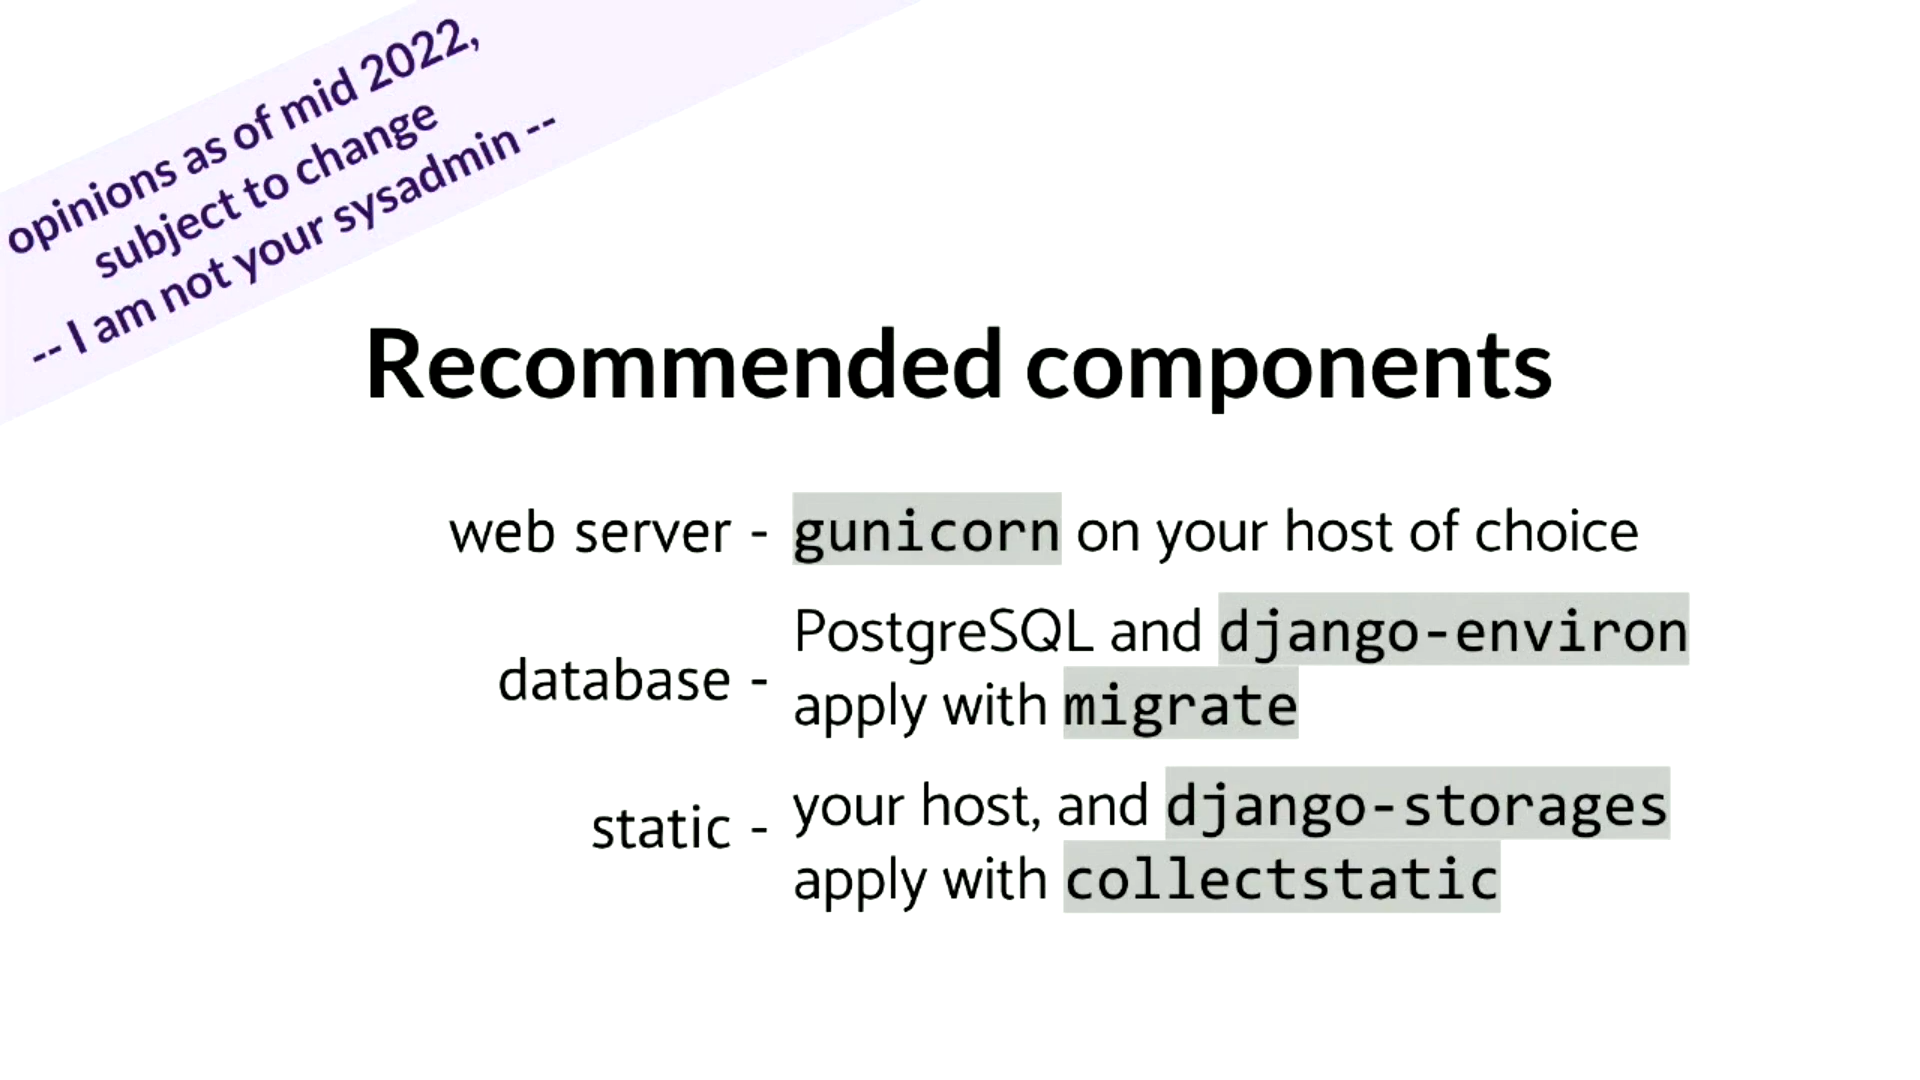 opinions as of mid 2022,
subject to change
-- I am not your sysadmin --
Recommended components
web server - gunicorn on your host of choice
database - PostgreSQL and django-environ
apply with migrate
static - your host, and django-storages
apply with collectstatic